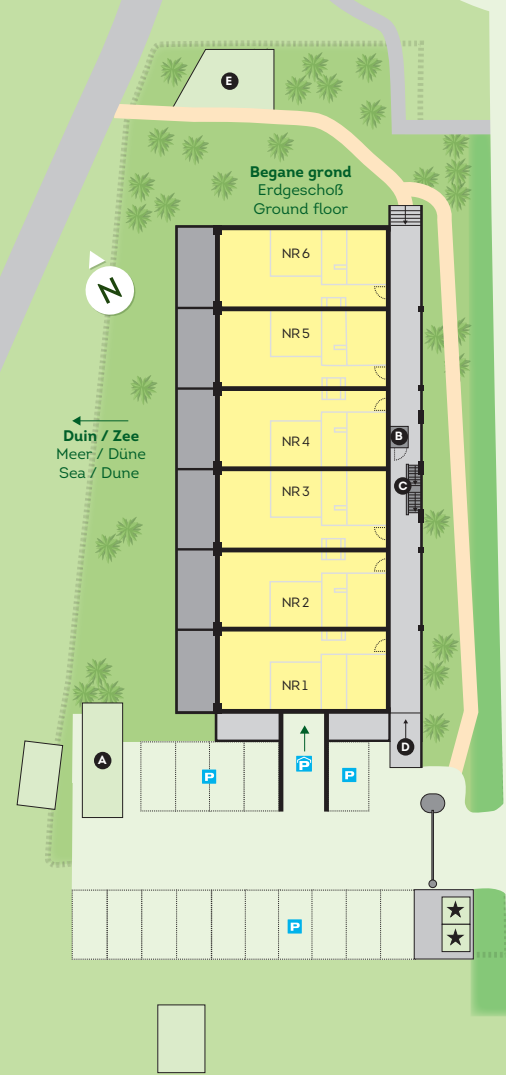 E
Begane grond
Erdgeschoß
Ground floor
NR 6
N
NR 5
Duin / Zee
Meer / Düne
Sea / Dune
B
NR 4
C
NR 3
NR 2
NR 1
A
P
P
P
D
P